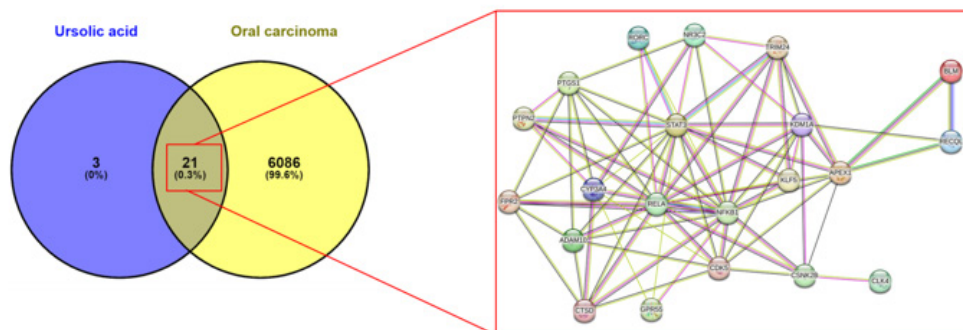 Ursolic acid
Oral carcinoma
3
(0%)
21
(0.3%)
6086
(99.6%)
RORC
NR3C2
TRIM24
BLM
PTGS1
PTPN2
STAT3
KDM1A
RECQL
KLF5
APEX1
CYP3A4
FPR2
RELA
NFKB1
ADAM10
CDK5
CSNK2B
CLK4
CTSD
GPR55